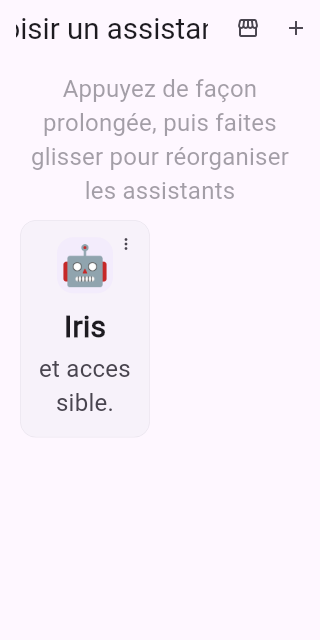 oisir un assistan
Appuyez de façon
prolongée, puis faites
glisser pour réorganiser
les assistants
Iris
et acces
sible.